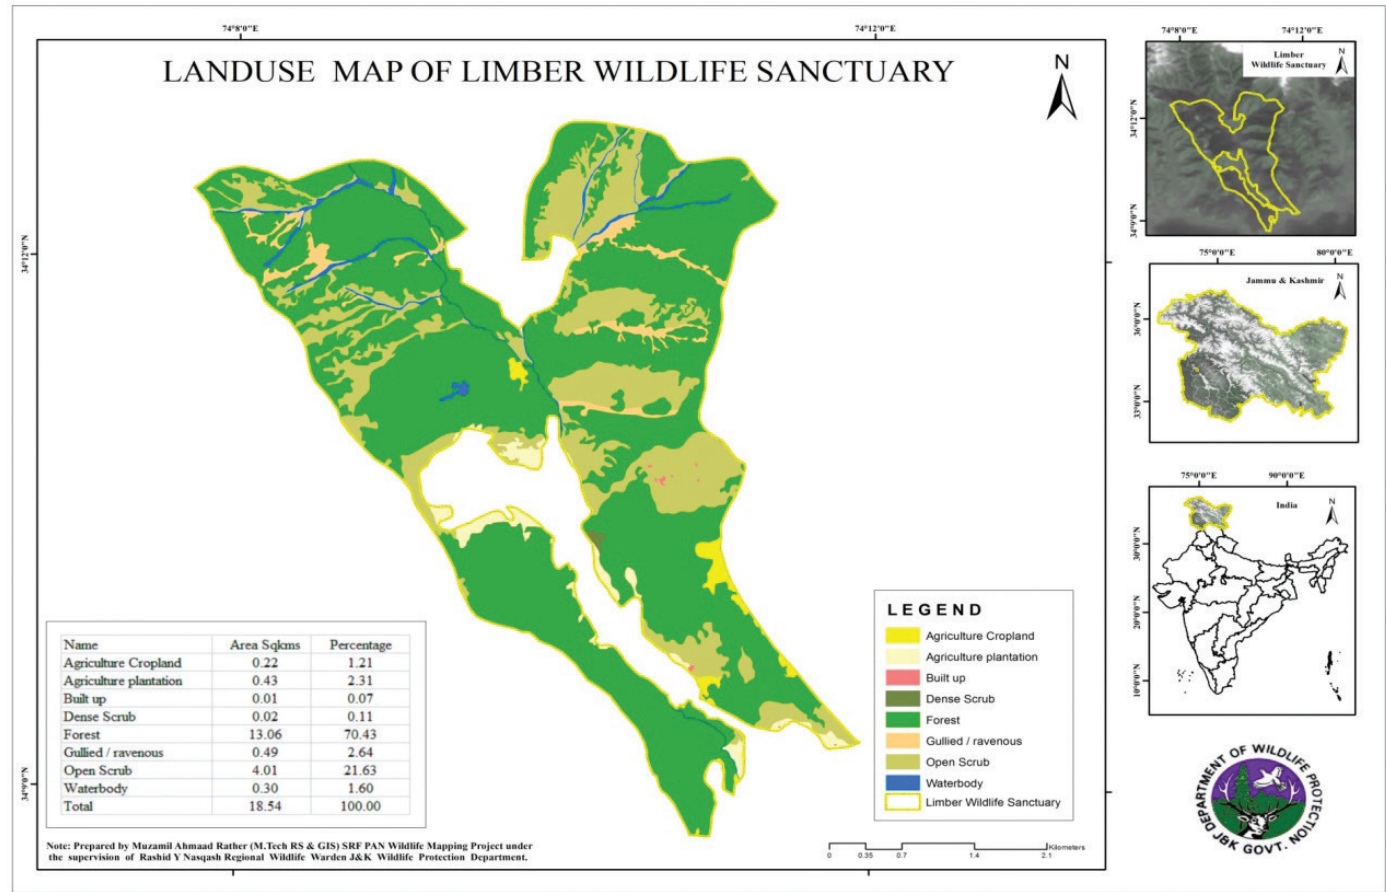 74°8'0"E
74°12'0"E
LANDUSE MAP OF LIMBER WILDLIFE SANCTUARY
N
34°12'0"N
34°9'0"N
Name Area Sqkms Percentage
Agriculture Cropland 0.22 1.21
Agriculture plantation 0.43 2.31
Built up 0.01 0.07
Dense Scrub 0.02 0.11
Forest 13.06 70.43
Gullied / ravenous 0.49 2.64
Open Scrub 4.01 21.63
Waterbody 0.30 1.60
Total 18.54 100.00
Note: Prepared by Muzamil Ahmaad Rather (M.Tech RS & GIS) SRF PAN Wildlife Mapping Project under
the supervision of Rashid Y Nasqash Regional Wildlife Warden J&K Wildlife Protection Department.
LEGEND
Agriculture Cropland
Agriculture plantation
Built up
Dense Scrub
Forest
Gullied / ravenous
Open Scrub
Waterbody
Limber Wildlife Sanctuary
Kilometers
0 0.35 0.7 1.4 2.1
74°8'0"E 74°12'0"E
Limber
Wildlife Sanctuary
N
34°12'0"N
34°9'0"N
75°0'0"E 80°0'0"E
Jammu & Kashmir
N
36°0'0"N
33°0'0"N
75°0'0"E 90°0'0"E
India
N
30°0'0"N
20°0'0"N
10°0'0"N
DEPARTMENT OF WILDLIFE PROTECTION
J&K GOVT.